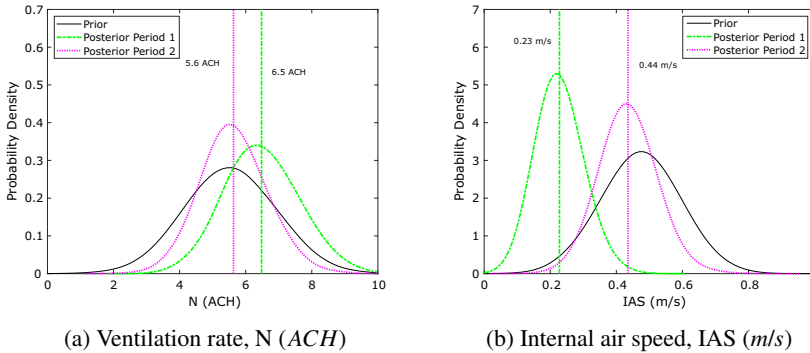 0.7
0.6
0.5
0.4
0.3
0.2
0.1
0
Probability Density
0 2 4 6 8 10
N (ACH)
5.6 ACH
6.5 ACH
Prior
Posterior Period 1
Posterior Period 2
(a) Ventilation rate, N (ACH)
7
6
5
4
3
2
1
0
Probability Density
0 0.2 0.4 0.6 0.8
IAS (m/s)
0.23 m/s
0.44 m/s
Prior
Posterior Period 1
Posterior Period 2
(b) Internal air speed, IAS (m/s)